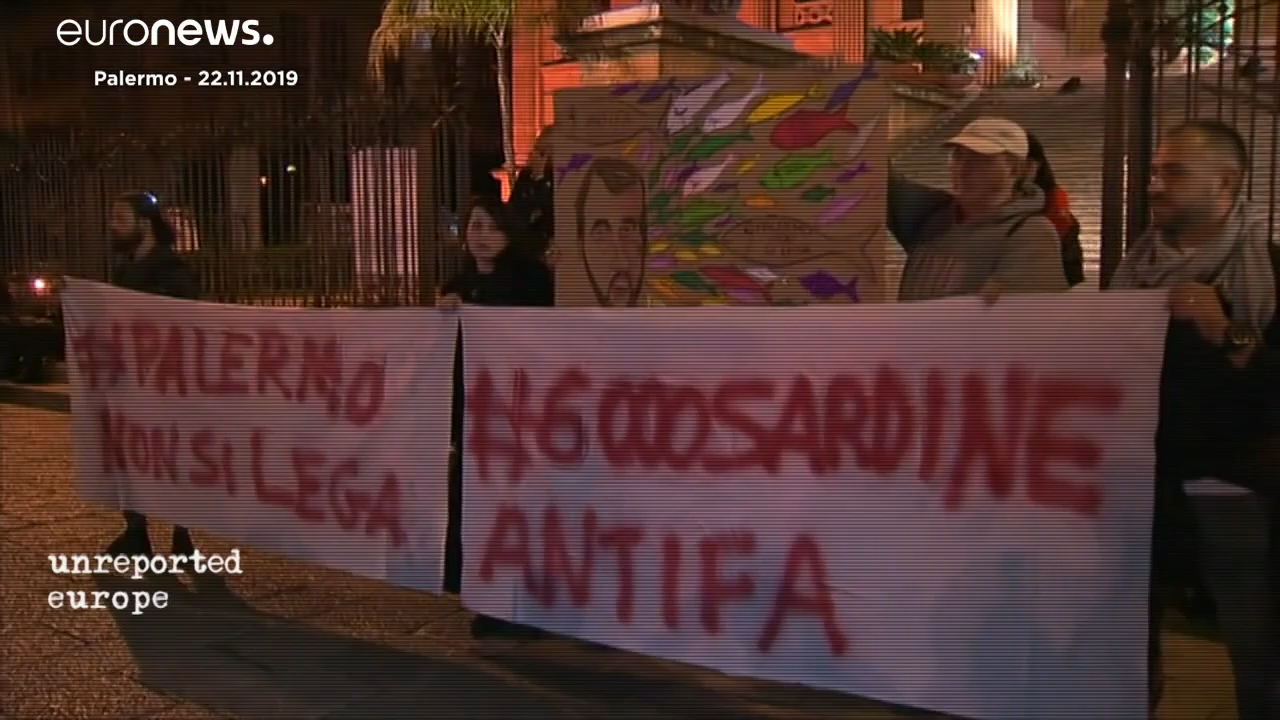 euronews.
Palermo - 22.11.2019
#PALERMO
NON SI LEGA
#6000SARDINE
ANTIFA
unreported
europe